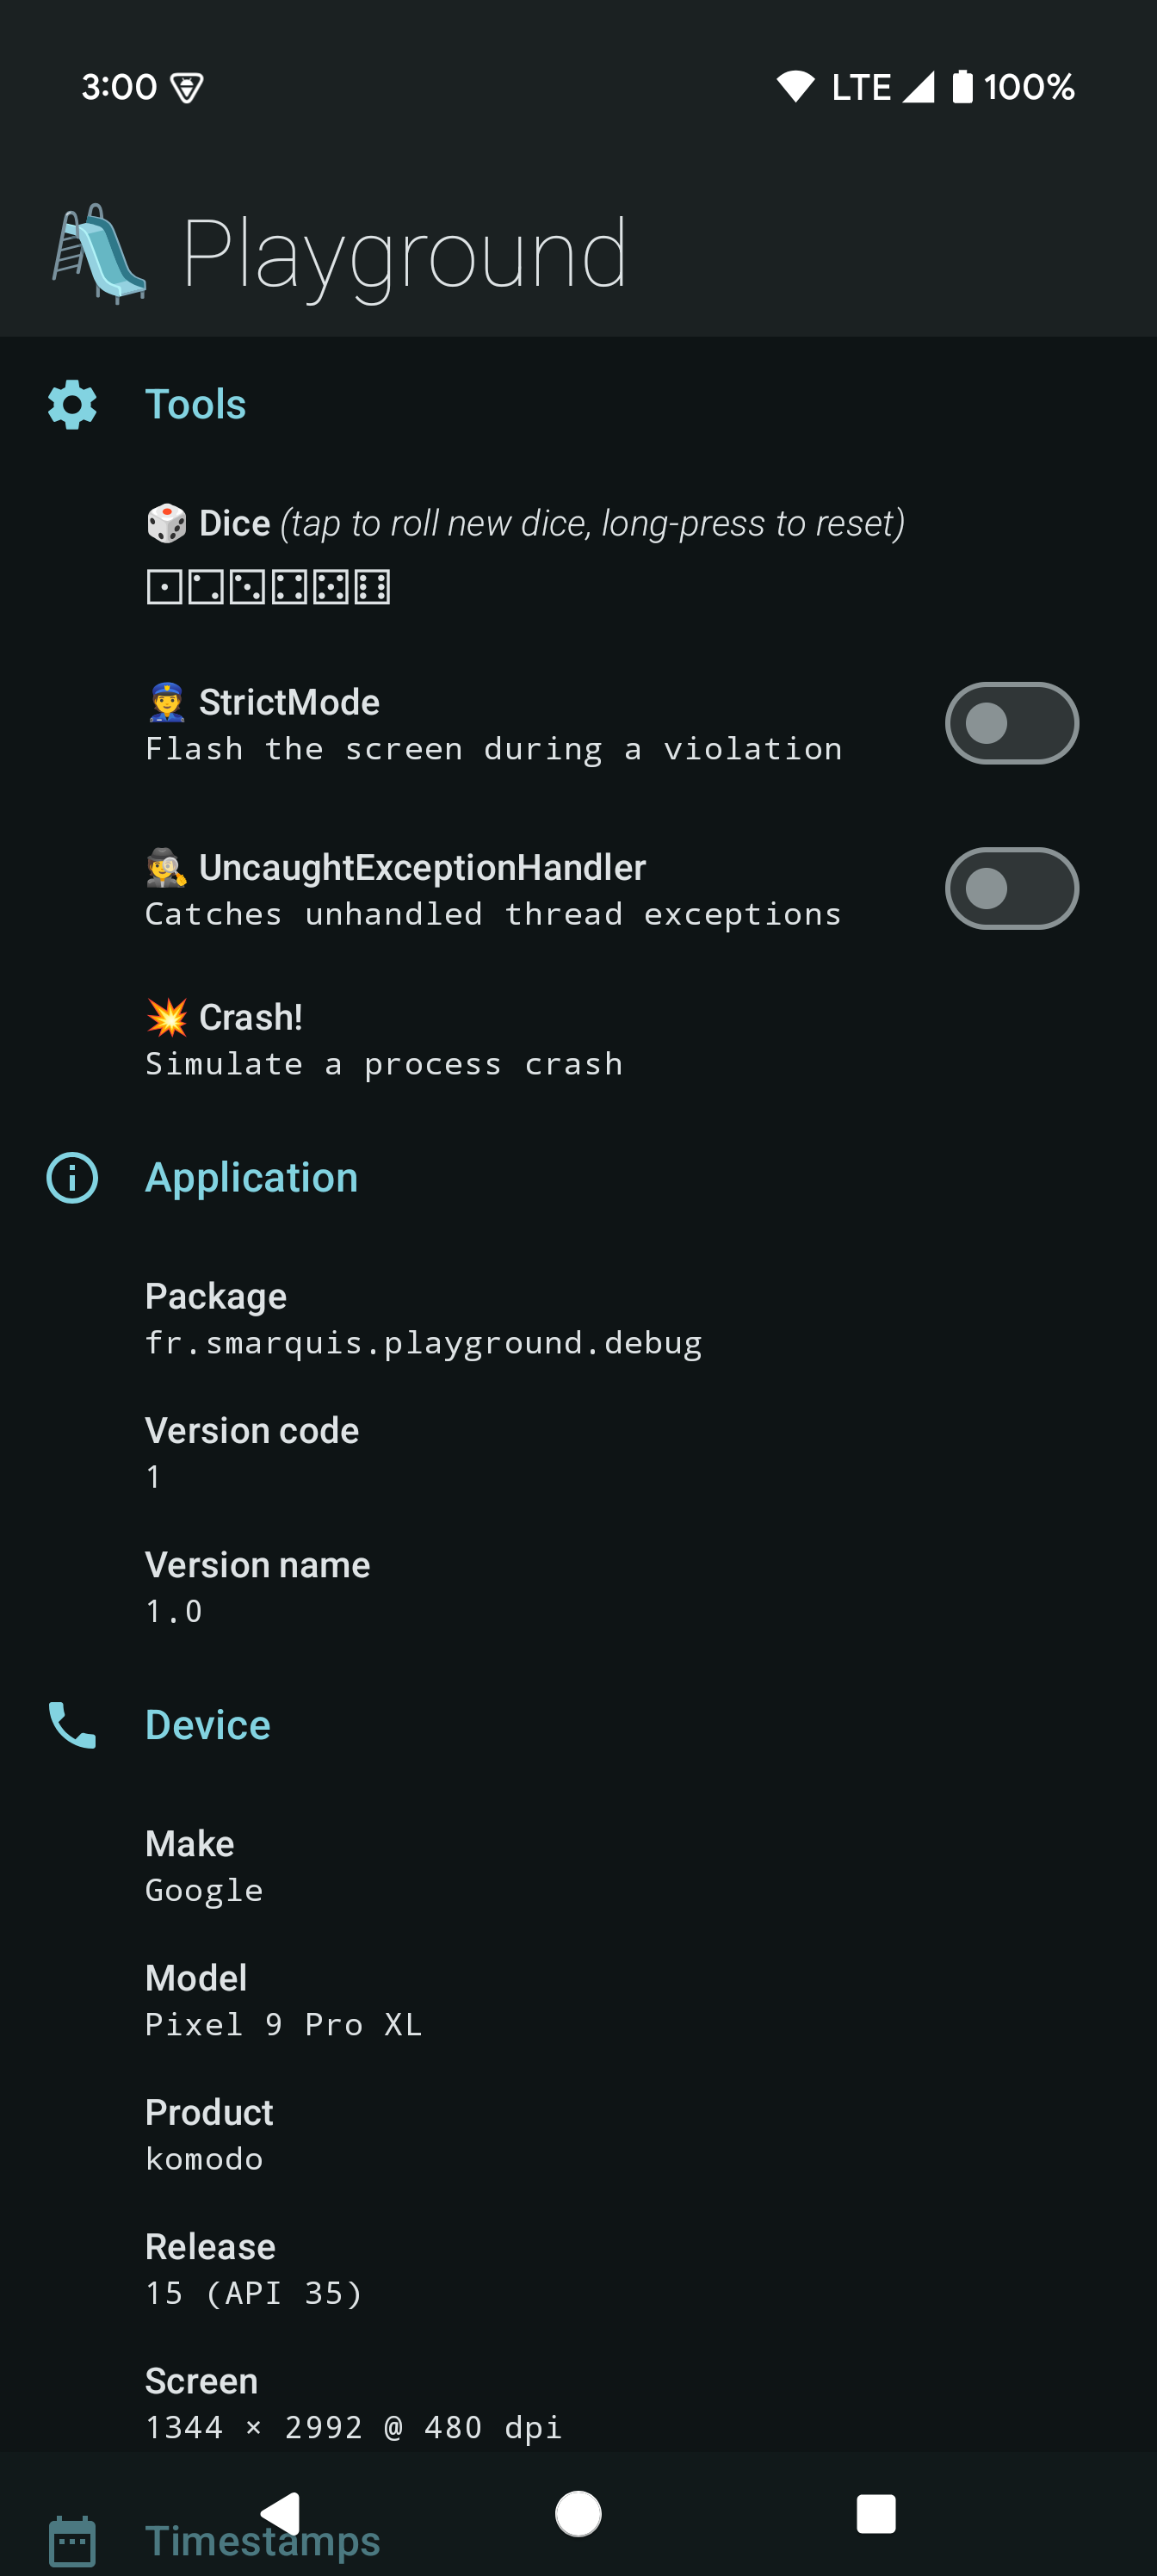 3:00 LTE 100%
🛝 Playground
Tools
🎲 Dice (tap to roll new dice, long-press to reset)
⚀⚁⚂⚃⚄⚅
👮 StrictMode
Flash the screen during a violation
🕵️ UncaughtExceptionHandler
Catches unhandled thread exceptions
💥 Crash!
Simulate a process crash
Application
Package
fr.smarquis.playground.debug
Version code
1
Version name
1.0
Device
Make
Google
Model
Pixel 9 Pro XL
Product
komodo
Release
15 (API 35)
Screen
1344 × 2992 @ 480 dpi
Timestamps